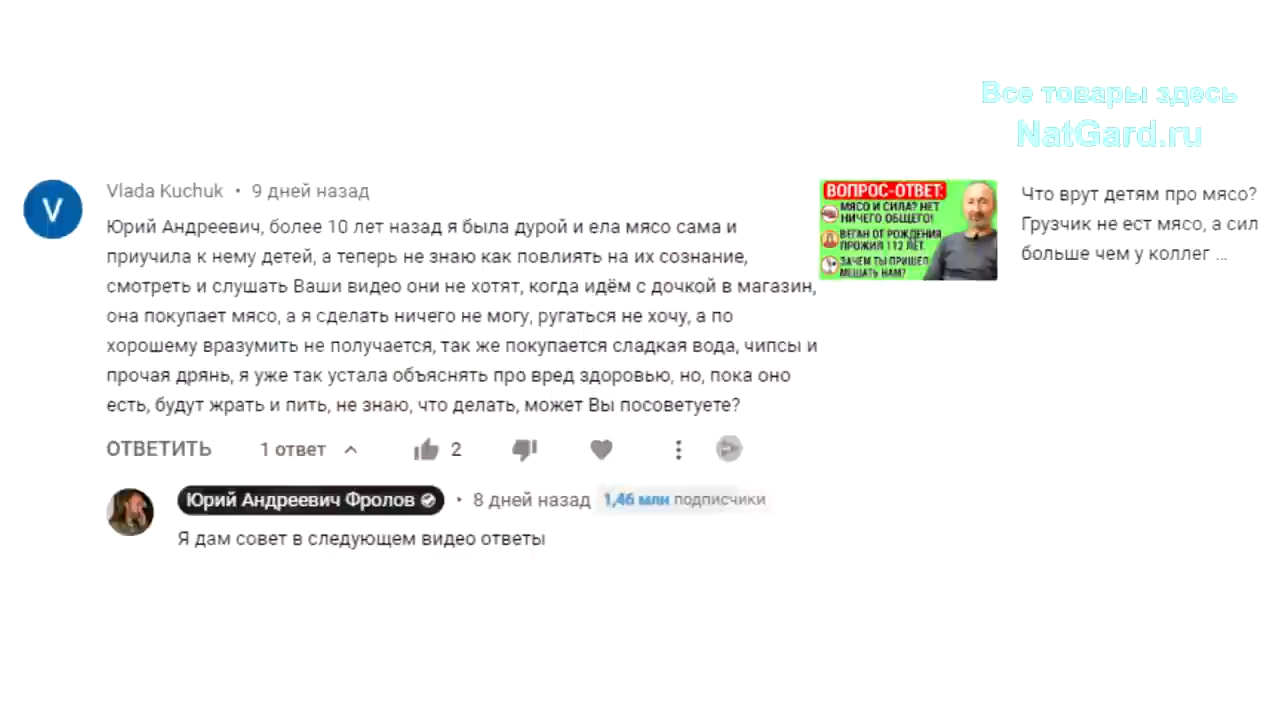 Все товары здесь
NatGard.ru
V
Vlada Kuchuk • 9 дней назад
Юрий Андреевич, более 10 лет назад я была дурой и ела мясо сама и
приучила к нему детей, а теперь не знаю как повлиять на их сознание,
смотреть и слушать Ваши видео они не хотят, когда идём с дочкой в магазин,
она покупает мясо, а я сделать ничего не могу, ругаться не хочу, а по
хорошему вразумить не получается, так же покупается сладкая вода, чипсы и
прочая дрянь, я уже так устала объяснять про вред здоровью, но, пока оно
есть, будут жрать и пить, не знаю, что делать, может Вы посоветуете?
ОТВЕТИТЬ 1 ответ 2
Юрий Андреевич Фролов • 8 дней назад 1,46 млн подписчики
Я дам совет в следующем видео ответы
ВОПРОС-ОТВЕТ:
МЯСО И СИЛА? НЕТ
НИЧЕГО ОБЩЕГО!
ВЕГАН ОТ РОЖДЕНИЯ
ПРОЖИЛ 112 ЛЕТ.
ЗАЧЕМ ТЫ ПРИШЕЛ
МЕШАТЬ НАМ?
Что врут детям про мясо?
Грузчик не ест мясо, а сил
больше чем у коллег ...